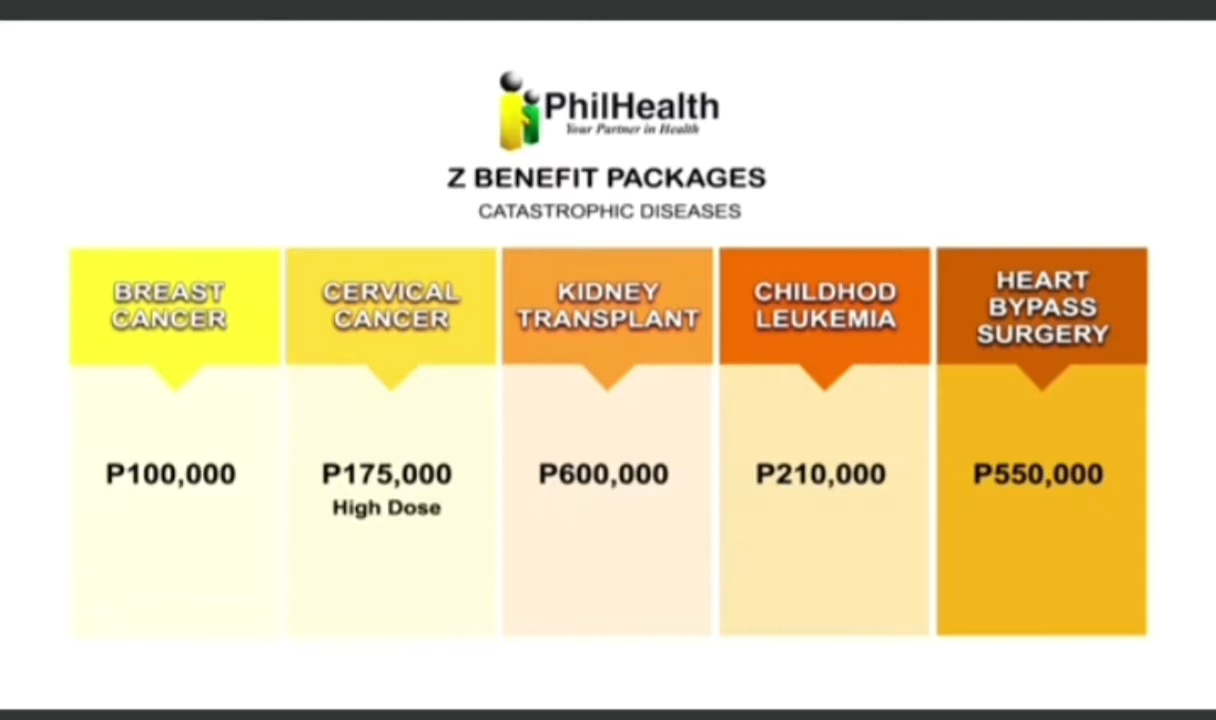 PhilHealth
Your Partner in Health
Z BENEFIT PACKAGES
CATASTROPHIC DISEASES
BREAST
CANCER
P100,000
CERVICAL
CANCER
P175,000
High Dose
KIDNEY
TRANSPLANT
P600,000
CHILDHOD
LEUKEMIA
P210,000
HEART
BYPASS
SURGERY
P550,000